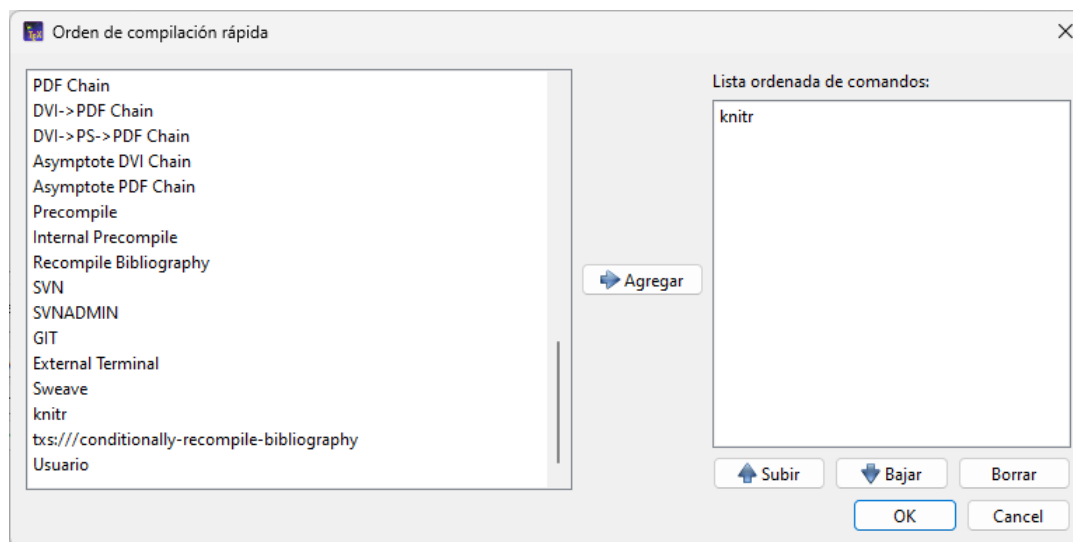 Orden de compilación rápida
PDF Chain
DVI->PDF Chain
DVI->PS->PDF Chain
Asymptote DVI Chain
Asymptote PDF Chain
Precompile
Internal Precompile
Recompile Bibliography
SVN
SVNADMIN
GIT
External Terminal
Sweave
knitr
txs:///conditionally-recompile-bibliography
Usuario
Agregar
Lista ordenada de comandos:
knitr
Subir
Bajar
Borrar
OK
Cancel